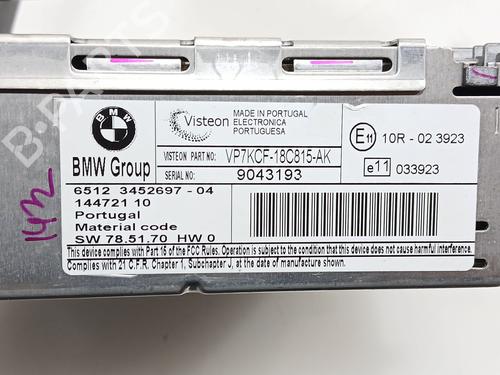 BMW
BMW Group
Visteon
MADE IN PORTUGAL
ELECTRONICA
PORTUGUESA
VISTEON PART NO: VP7KCF-18C815-AK
SERIAL NO: 9043193
E11 10R - 02 3923
e11 033923
6512 3452697 - 04
144721 10
Portugal
Material code
SW 78.51.70 HW 0
This device complies with Part 15 of the FCC Rules. Operation is subject to condition that this device does not cause harmful interference.
Complies with 21 C.F.R. Chapter 1, Subchapter J, at the date of manufacture.
143
B-PARTS